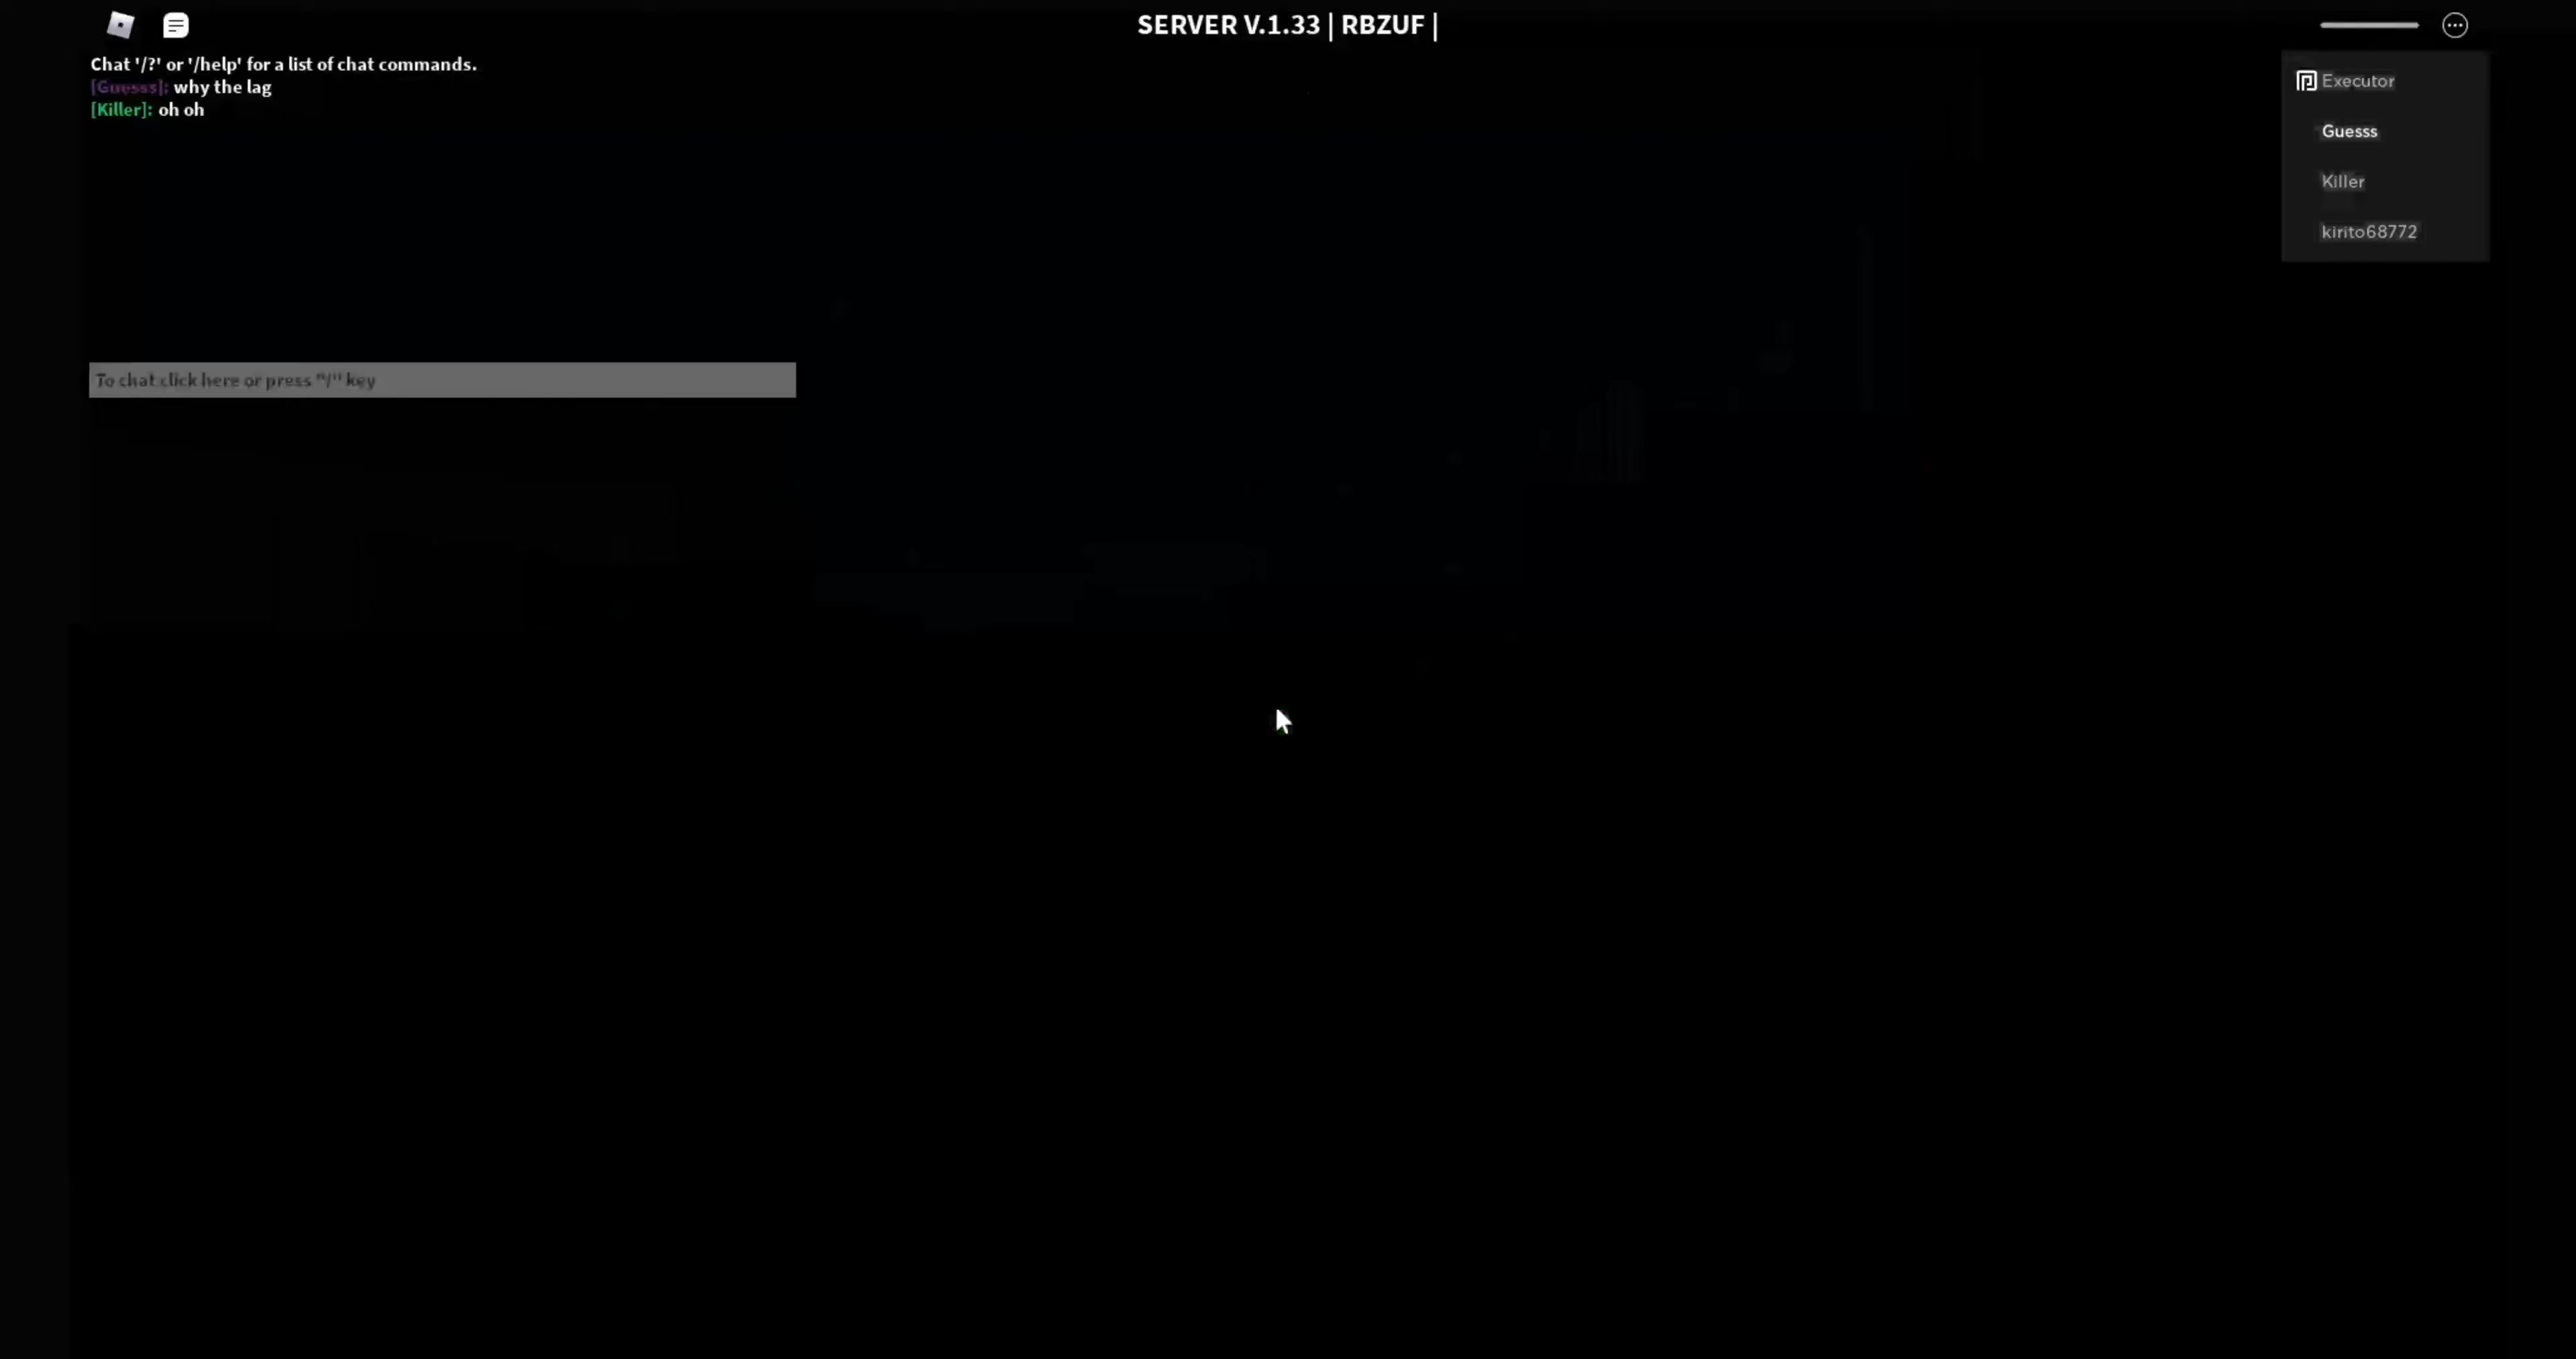 SERVER V.1.33 | RBZUF |
Chat '/?' or '/help' for a list of chat commands.
[Guesss]: why the lag
[Killer]: oh oh
To chat click here or press "/" key
Executor
Guesss
Killer
kirito68772